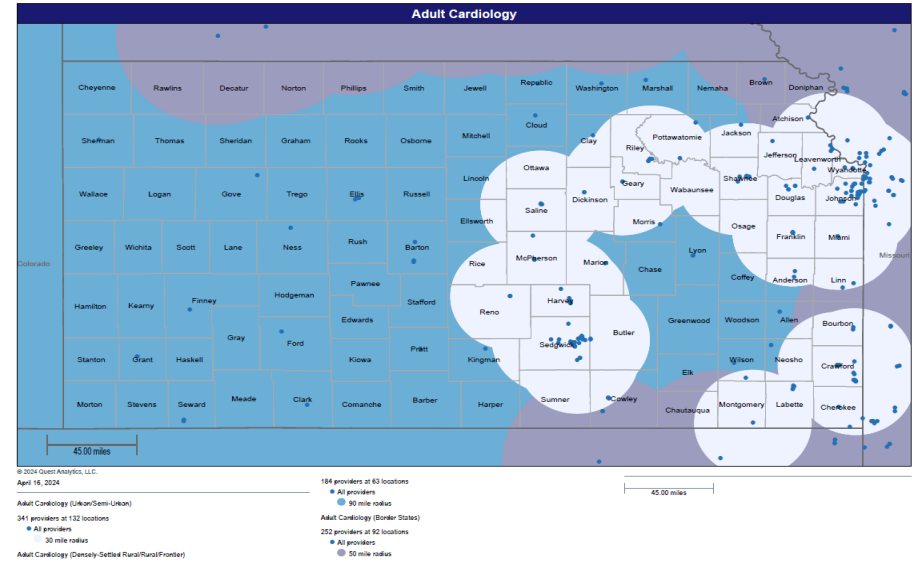 Adult Cardiology
Cheyenne Rawlins Decatur Norton Phillips Smith Jewell Republic Washington Marshall Nemaha Brown Doniphan
Atchison
Sherman Thomas Sheridan Graham Rooks Osborne Mitchell Cloud Clay Riley Pottawatomie Jackson
Jefferson Leavenworth
Wyandotte
Wallace Logan Gove Trego Ellis Russell Lincoln Ottawa Dickinson Geary Wabaunsee Shawnee Douglas Johnson
Saline Morris Osage
Greeley Wichita Scott Lane Ness Rush Barton Ellsworth McPherson Marion Chase Lyon Franklin Miami
Colorado Rice Missouri
Hamilton Kearny Finney Hodgeman Pawnee Stafford Reno Harvey Coffey Anderson Linn
Gray Ford Edwards Butler Greenwood Woodson Allen Bourbon
Stanton Grant Haskell Kiowa Pratt Kingman Sedgwick Elk Wilson Neosho Crawford
Morton Stevens Seward Meade Clark Comanche Barber Harper Sumner Cowley Chautauqua Montgomery Labette Cherokee
45.00 miles
© 2024 Quest Analytics, LLC.
April 16, 2024
Adult Cardiology (Urban/Semi-Urban)
341 providers at 132 locations
All providers
30 mile radius
Adult Cardiology (Densely-Settled Rural/Rural/Frontier)
184 providers at 63 locations
All providers
90 mile radius
Adult Cardiology (Border States)
252 providers at 92 locations
All providers
50 mile radius
45.00 miles